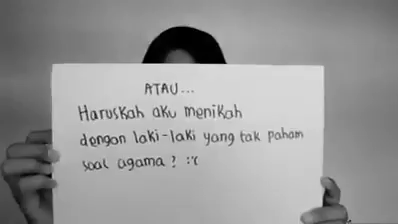 ATAU...
Haruskah aku menikah
dengan laki-laki yang tak paham
soal agama? :'(